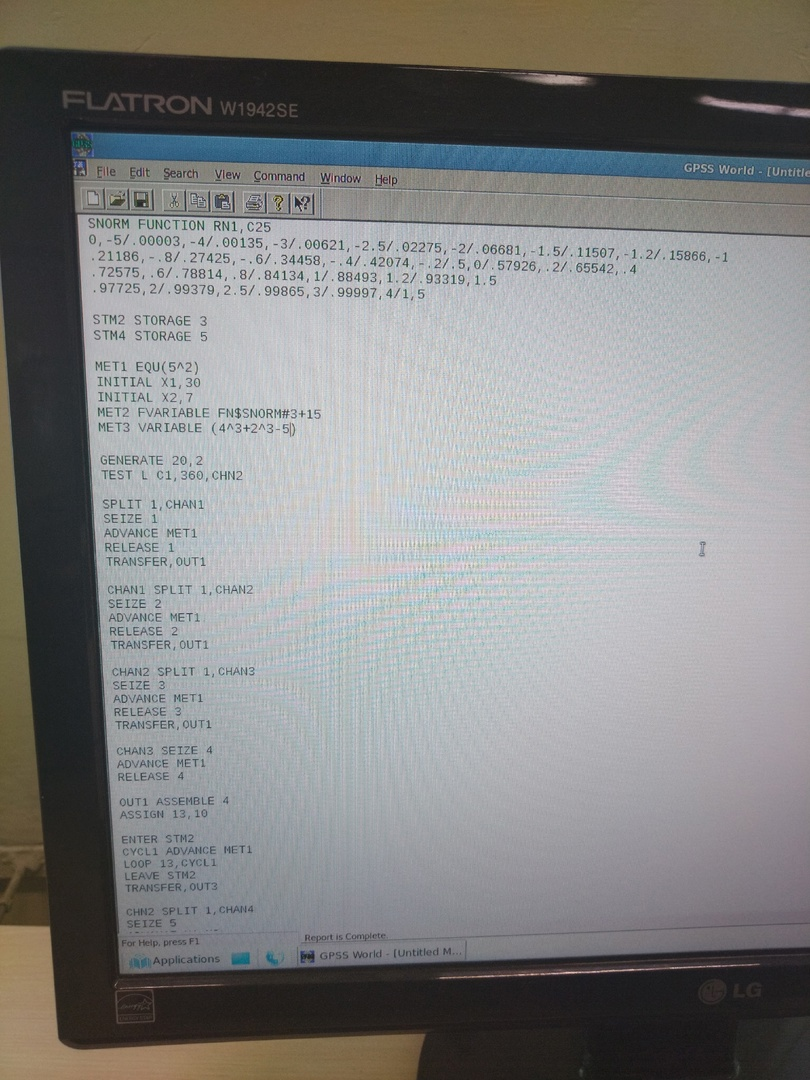 FLATRON W1942SE
GPSS World - [Untitle
File Edit Search View Command Window Help
SNORM FUNCTION RN1,C25
0,-5/.00003,-4/.00135,-3/.00621,-2.5/.02275,-2/.06681,-1.5/.11507,-1.2/.15866,-1
.21186,-.8/.27425,-.6/.34458,-.4/.42074,-.2/.5,0/.57926,.2/.65542,.4
.72575,.6/.78814,.8/.84134,1/.88493,1.2/.93319,1.5
.97725,2/.99379,2.5/.99865,3/.99997,4/1,5
STM2 STORAGE 3
STM4 STORAGE 5
MET1 EQU(5^2)
INITIAL X1,30
INITIAL X2,7
MET2 FVARIABLE FN$SNORM#3+15
MET3 VARIABLE (4^3+2^3-5)
GENERATE 20,2
TEST L C1,360,CHN2
SPLIT 1,CHAN1
SEIZE 1
ADVANCE MET1
RELEASE 1
TRANSFER,OUT1
CHAN1 SPLIT 1,CHAN2
SEIZE 2
ADVANCE MET1
RELEASE 2
TRANSFER,OUT1
CHAN2 SPLIT 1,CHAN3
SEIZE 3
ADVANCE MET1
RELEASE 3
TRANSFER,OUT1
CHAN3 SEIZE 4
ADVANCE MET1
RELEASE 4
OUT1 ASSEMBLE 4
ASSIGN 13,10
ENTER STM2
CYCL1 ADVANCE MET1
LOOP 13,CYCL1
LEAVE STM2
TRANSFER,OUT3
CHN2 SPLIT 1,CHAN4
SEIZE 5
For Help, press F1
Report is Complete.
Applications
GPSS World - [Untitled M...
LG